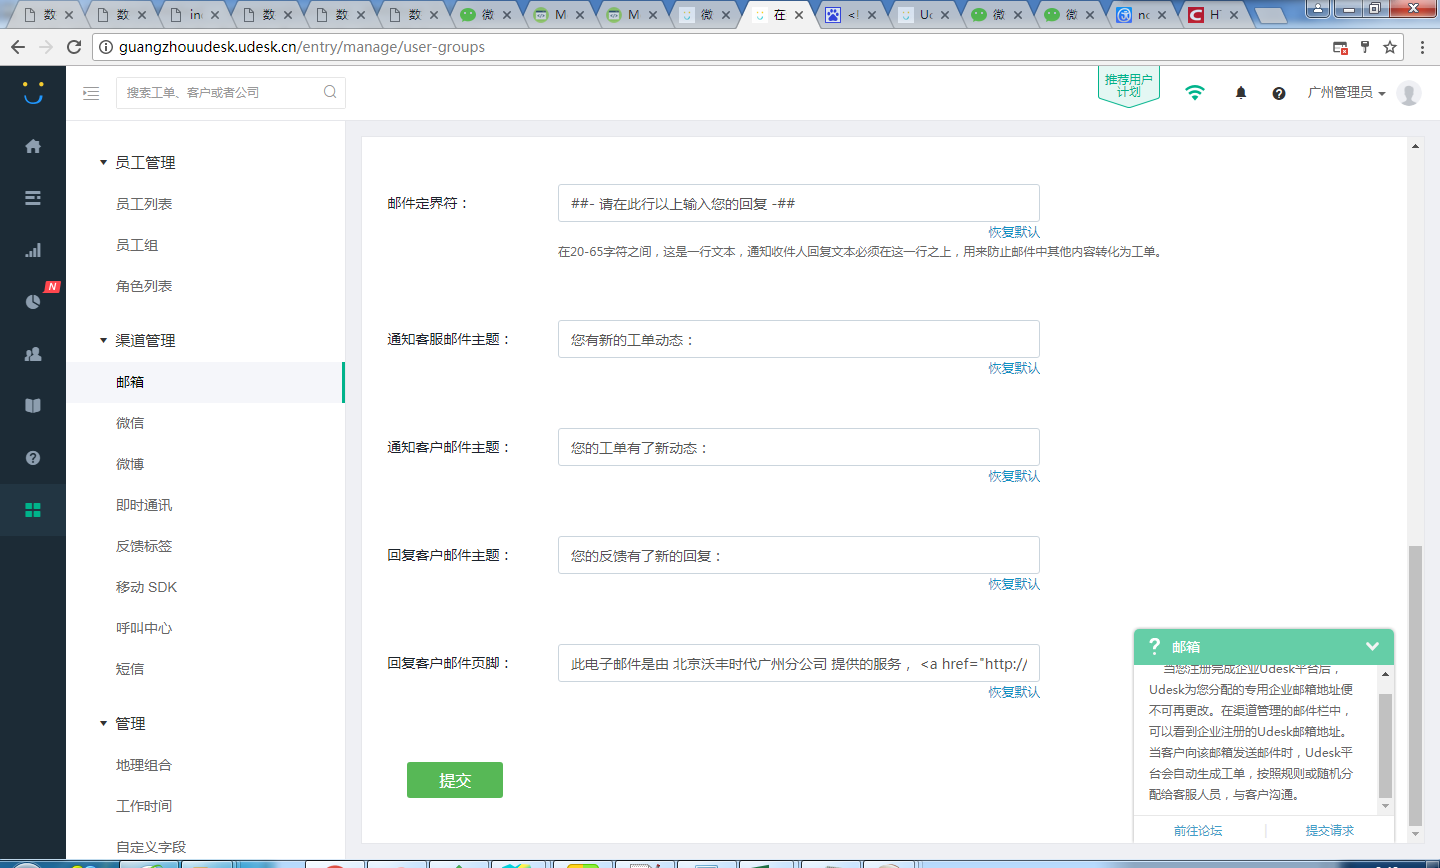 数
数
in
数
数
数
微
M
M
微
在
<!
Uc
微
微
nc
H
guangzhouudesk.udesk.cn/entry/manage/user-groups
搜索工单、客户或者公司
推荐用户
计划
广州管理员
N
员工管理
员工列表
员工组
角色列表
渠道管理
邮箱
微信
微博
即时通讯
反馈标签
移动 SDK
呼叫中心
短信
管理
地理组合
工作时间
自定义字段
邮件定界符：
##- 请在此行以上输入您的回复 -##
恢复默认
在20-65字符之间，这是一行文本，通知收件人回复文本必须在这一行之上，用来防止邮件中其他内容转化为工单。
通知客服邮件主题：
您有新的工单动态：
恢复默认
通知客户邮件主题：
您的工单有了新动态：
恢复默认
回复客户邮件主题：
您的反馈有了新的回复：
恢复默认
回复客户邮件页脚：
此电子邮件是由 北京沃丰时代广州分公司 提供的服务， <a href="http://
恢复默认
提交
邮箱
当您注册完成企业Udesk平台后，
Udesk为您分配的专用企业邮箱地址便
不可再更改。在渠道管理的邮件栏中，
可以看到企业注册的Udesk邮箱地址。
当客户向该邮箱发送邮件时，Udesk平
台会自动生成工单，按照规则或随机分
配给客服人员，与客户沟通。
前往论坛
提交请求